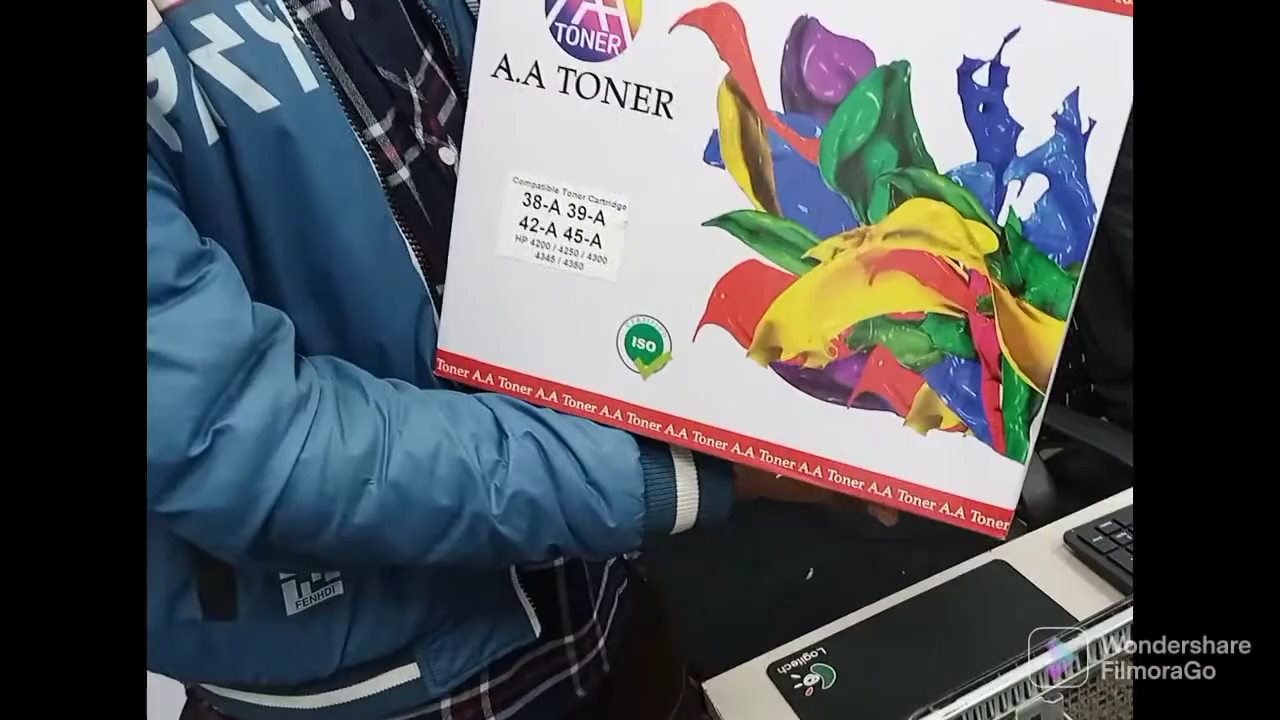 TONER
A.A TONER
Compatible Toner Cartridge
38-A 39-A
42-A 45-A
HP 4200 / 4250 / 4300
4345 / 4350
ISO
Toner A.A Toner A.A Toner A.A Toner A.A Toner A.A Toner A.A Toner A.A Toner A.A Toner
FENHDI
Logitech
Wondershare
FilmoraGo